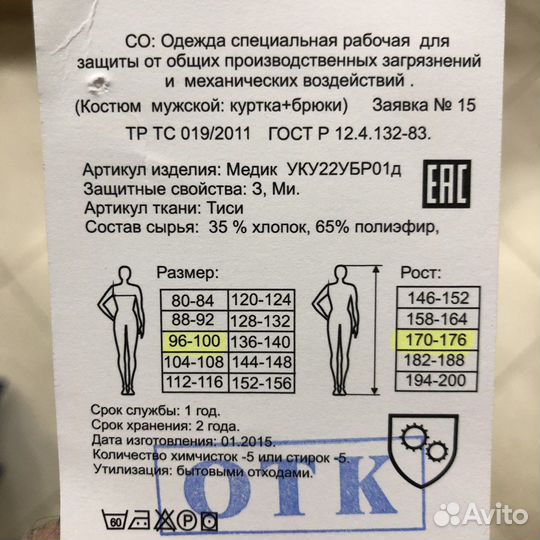 СО: Одежда специальная рабочая для
защиты от общих производственных загрязнений
и механических воздействий .
(Костюм мужской: куртка+брюки) Заявка № 15
ТР ТС 019/2011 ГОСТ Р 12.4.132-83.
Артикул изделия: Медик УКУ22УБР01д
Защитные свойства: З, Ми.
Артикул ткани: Тиси
Состав сырья: 35 % хлопок, 65% полиэфир,
ЕАС
Размер:
80-84 120-124
88-92 128-132
96-100 136-140
104-108 144-148
112-116 152-156
Рост:
146-152
158-164
170-176
182-188
194-200
Срок службы: 1 год.
Срок хранения: 2 года.
Дата изготовления: 01.2015.
Количество химчисток -5 или стирок -5.
Утилизация: бытовыми отходами.
ОТК
60 P
Avito